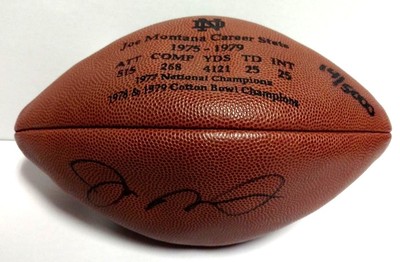 ND
Joe Montana Career Stats
1975 - 1979
ATT COMP YDS TD INT
515 268 4121 25 25
1977 National Champions
1978 & 1979 Cotton Bowl Champions